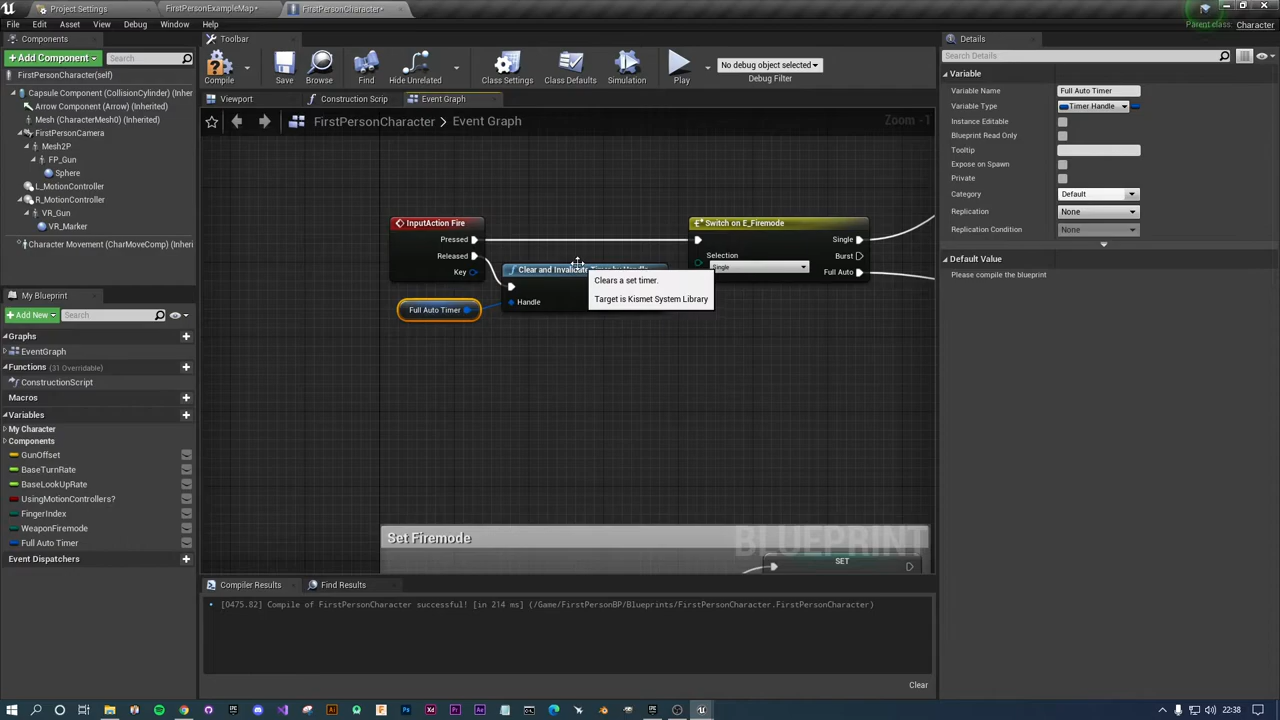 Project Settings
FirstPersonExampleMap*
FirstPersonCharacter*
File Edit Asset View Debug Window Help
Parent class: Character
Components
Toolbar
Details
Add Component
Search
Compile
Save
Browse
Find
Hide Unrelated
Class Settings
Class Defaults
Simulation
Play
No debug object selected
Debug Filter
Search Details
FirstPersonCharacter(self)
Capsule Component (CollisionCylinder) (Inher
Arrow Component (Arrow) (Inherited)
Mesh (CharacterMesh0) (Inherited)
FirstPersonCamera
Mesh2P
FP_Gun
Sphere
L_MotionController
R_MotionController
VR_Gun
VR_Marker
Character Movement (CharMoveComp) (Inheri
Viewport
Construction Scrip
Event Graph
FirstPersonCharacter > Event Graph
Zoom -1
InputAction Fire
Pressed
Released
Key
Full Auto Timer
Clear and Invalidate Timer by Handle
Handle
Clears a set timer.
Target is Kismet System Library
Switch on E_Firemode
Selection
Single
Single
Burst
Full Auto
Set Firemode
BLUEPRINT
SET
Variable
Variable Name Full Auto Timer
Variable Type Timer Handle
Instance Editable
Blueprint Read Only
Tooltip
Expose on Spawn
Private
Category Default
Replication None
Replication Condition None
Default Value
Please compile the blueprint
My Blueprint
Add New
Search
Graphs
EventGraph
Functions (31 Overridable)
ConstructionScript
Macros
Variables
My Character
Components
GunOffset
BaseTurnRate
BaseLookUpRate
UsingMotionControllers?
FingerIndex
WeaponFiremode
Full Auto Timer
Event Dispatchers
Compiler Results
Find Results
[0475.82] Compile of FirstPersonCharacter successful! [in 214 ms] (/Game/FirstPersonBP/Blueprints/FirstPersonCharacter.FirstPersonCharacter)
Clear
22:38